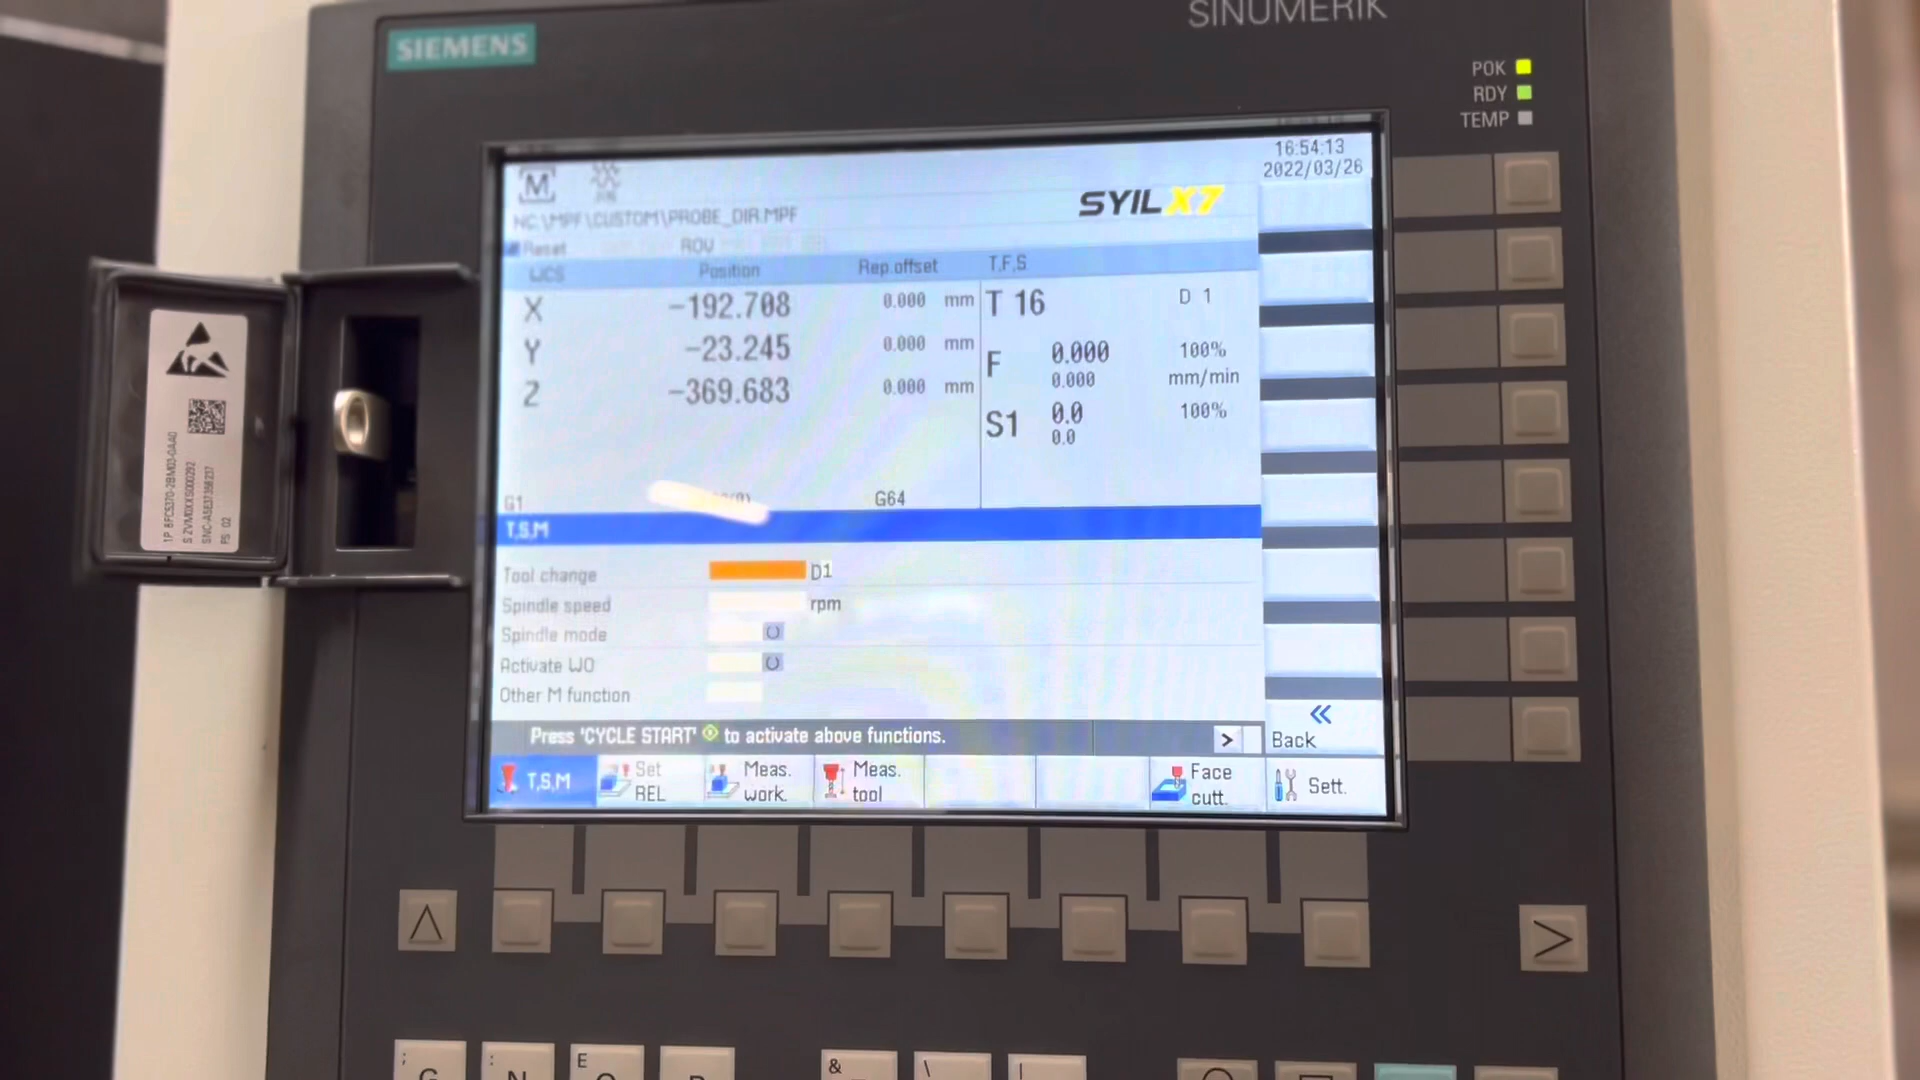 SIEMENS
SINUMERIK
POK
RDY
TEMP
16:54:13
2022/03/26
M
SYIL X7
NC:\MPF\CUSTOM\PROBE_DIR.MPF
Reset
ROV
WCS Position Rep.offset T,F,S
X -192.708 0.000 mm T 16 D 1
Y -23.245 0.000 mm F 0.000 100%
0.000 mm/min
Z -369.683 0.000 mm S1 0.0 100%
0.0
G1 G64
T,S,M
Tool change D1
Spindle speed rpm
Spindle mode
Activate WO
Other M function
Press 'CYCLE START' to activate above functions.
>
« Back
T,S,M
Set REL
Meas. work.
Meas. tool
Face cutt.
Sett.
; G
: N
E O
&
\